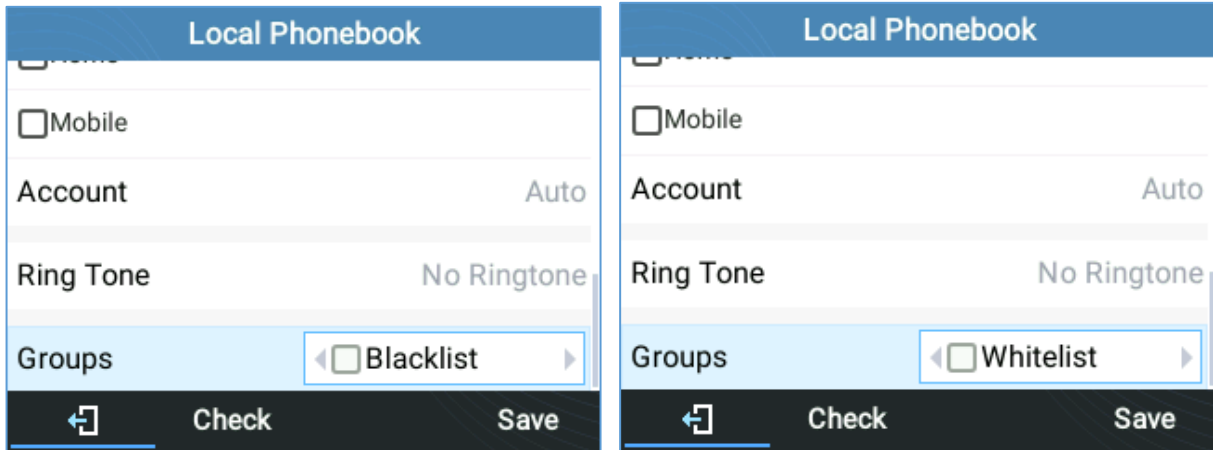 Local Phonebook
Mobile
Account Auto
Ring Tone No Ringtone
Groups Blacklist
Check Save
Local Phonebook
Mobile
Account Auto
Ring Tone No Ringtone
Groups Whitelist
Check Save